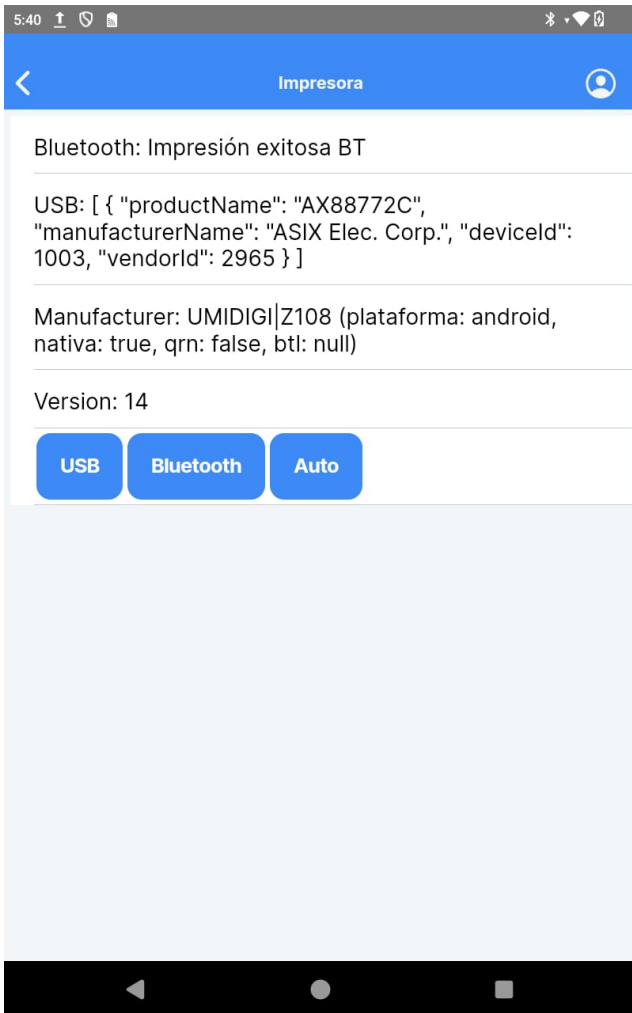 5:40
Impresora
Bluetooth: Impresión exitosa BT
USB: [ { "productName": "AX88772C",
"manufacturerName": "ASIX Elec. Corp.", "deviceId":
1003, "vendorId": 2965 } ]
Manufacturer: UMIDIGI|Z108 (plataforma: android,
nativa: true, qrn: false, btl: null)
Version: 14
USB Bluetooth Auto